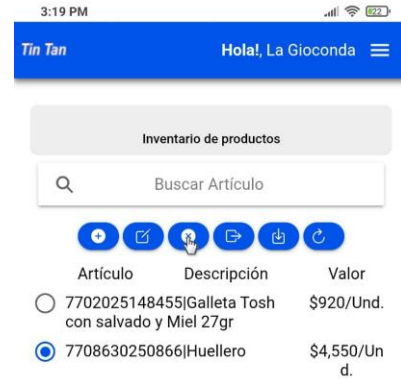 3:19 PM
22
Tin Tan
Hola!, La Gioconda
Inventario de productos
Buscar Artículo
Artículo Descripción Valor
7702025148455|Galleta Tosh $920/Und.
con salvado y Miel 27gr
7708630250866|Huellero $4,550/Un
d.